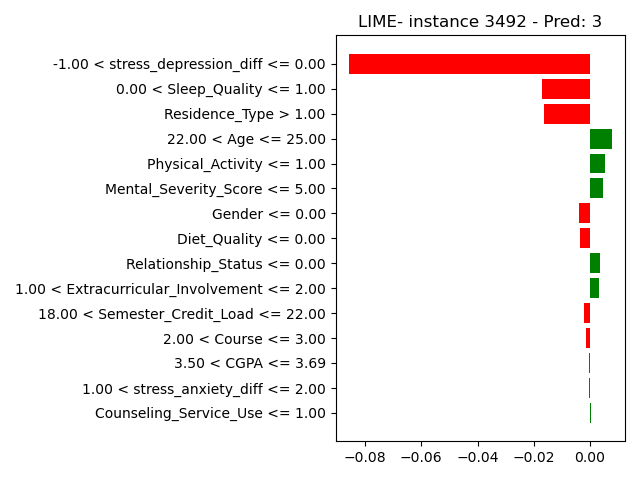 LIME- instance 3492 - Pred: 3
-1.00 < stress_depression_diff <= 0.00
0.00 < Sleep_Quality <= 1.00
Residence_Type > 1.00
22.00 < Age <= 25.00
Physical_Activity <= 1.00
Mental_Severity_Score <= 5.00
Gender <= 0.00
Diet_Quality <= 0.00
Relationship_Status <= 0.00
1.00 < Extracurricular_Involvement <= 2.00
18.00 < Semester_Credit_Load <= 22.00
2.00 < Course <= 3.00
3.50 < CGPA <= 3.69
1.00 < stress_anxiety_diff <= 2.00
Counseling_Service_Use <= 1.00
−0.08 −0.06 −0.04 −0.02 0.00